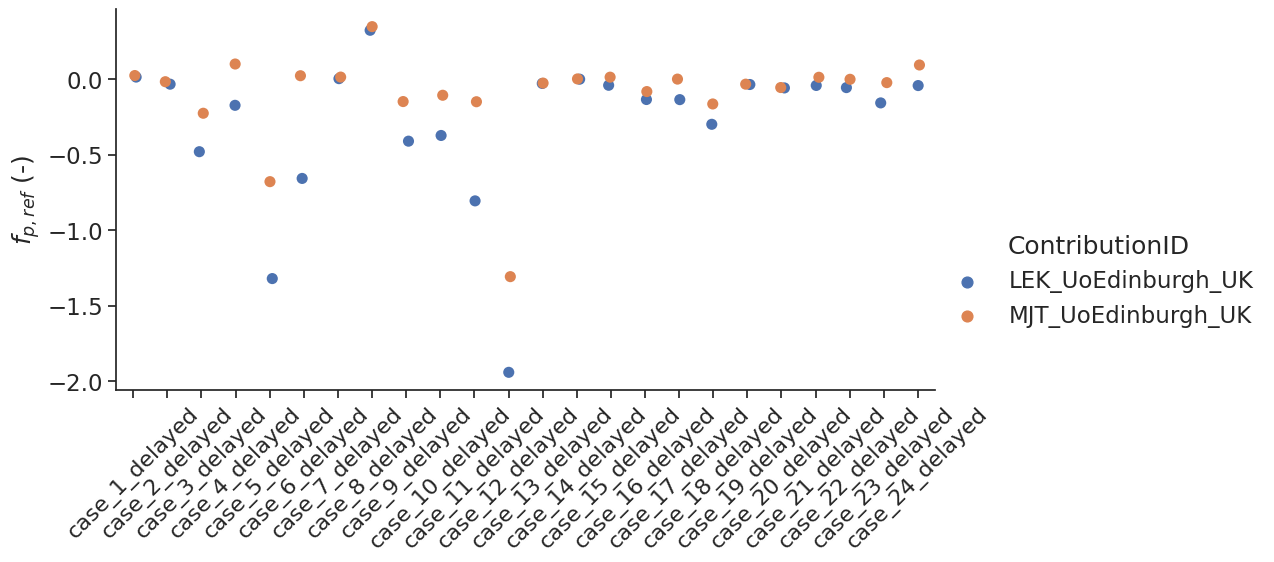 0.0
−0.5
−1.0
−1.5
−2.0
f_{p,ref} (-)
case_1_delayed
case_2_delayed
case_3_delayed
case_4_delayed
case_5_delayed
case_6_delayed
case_7_delayed
case_8_delayed
case_9_delayed
case_10_delayed
case_11_delayed
case_12_delayed
case_13_delayed
case_14_delayed
case_15_delayed
case_16_delayed
case_17_delayed
case_18_delayed
case_19_delayed
case_20_delayed
case_21_delayed
case_22_delayed
case_23_delayed
case_24_delayed
ContributionID
LEK_UoEdinburgh_UK
MJT_UoEdinburgh_UK